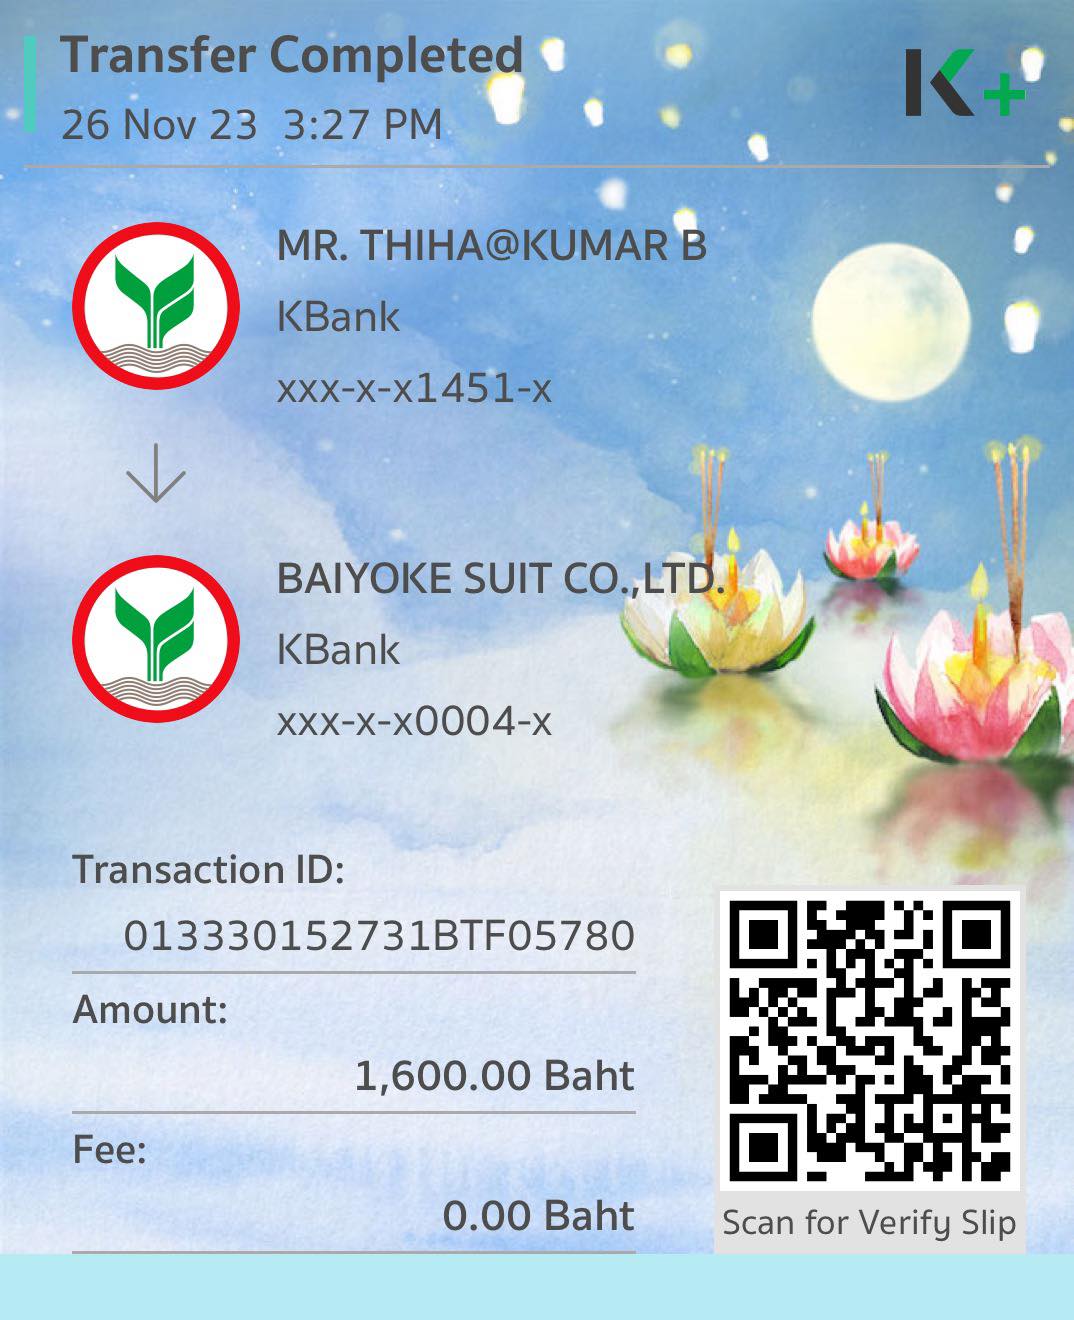 Transfer Completed
26 Nov 23 3:27 PM
K+
MR. THIHA@KUMAR B
KBank
xxx-x-x1451-x
BAIYOKE SUIT CO.,LTD.
KBank
xxx-x-x0004-x
Transaction ID:
013330152731BTF05780
Amount:
1,600.00 Baht
Fee:
0.00 Baht
Scan for Verify Slip